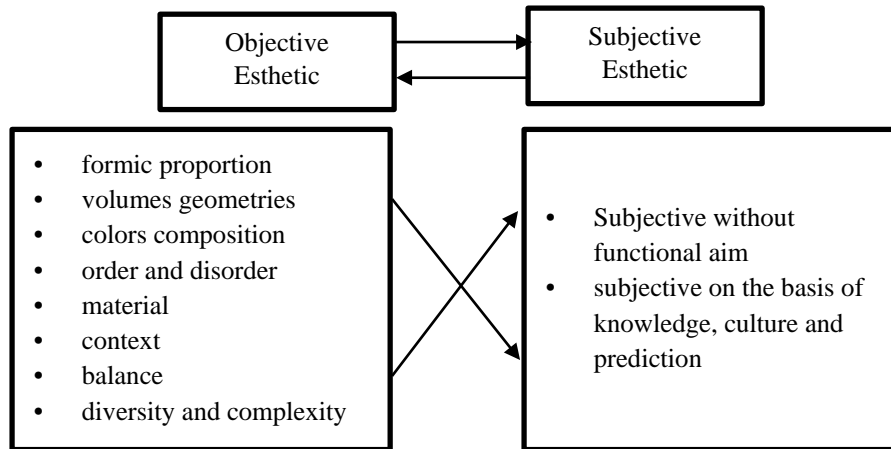 Objective
Esthetic
Subjective
Esthetic
• formic proportion
• volumes geometries
• colors composition
• order and disorder
• material
• context
• balance
• diversity and complexity
• Subjective without
functional aim
• subjective on the basis of
knowledge, culture and
prediction